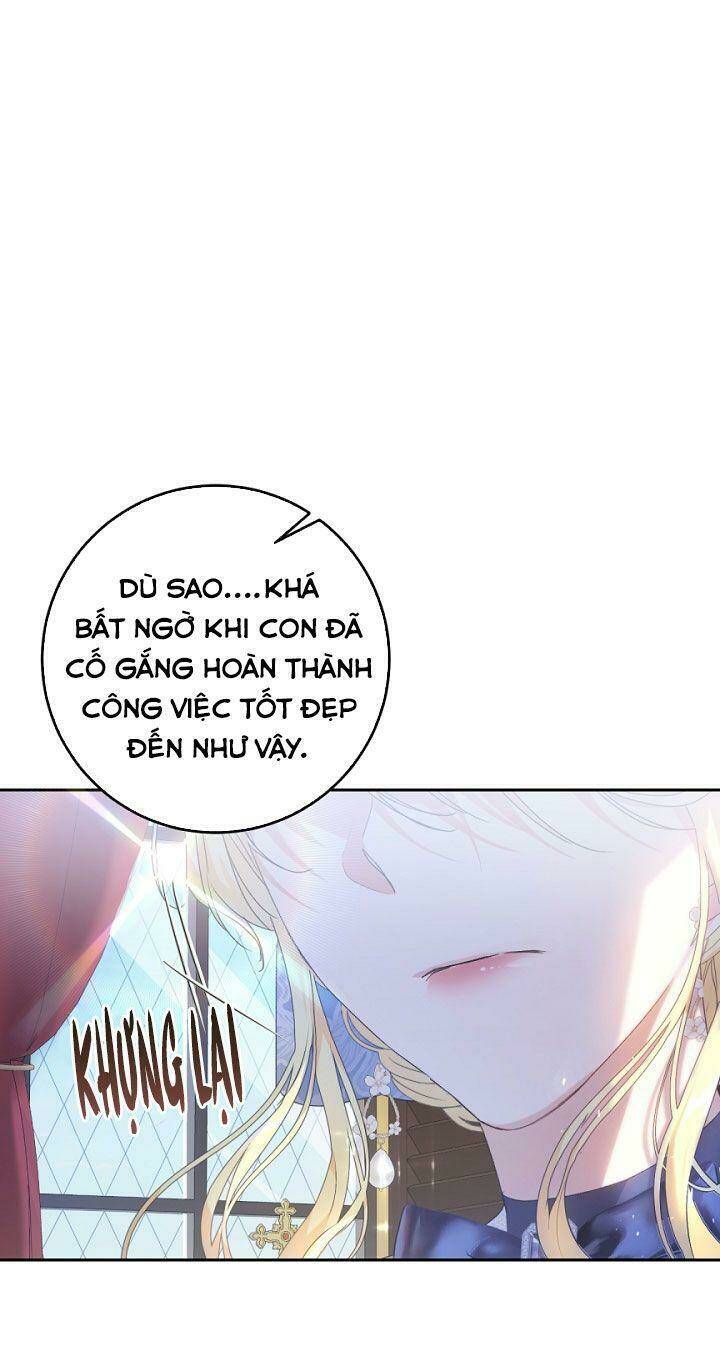 DÙ SAO....KHÁ
BẤT NGỜ KHI CON ĐÃ
CỐ GẮNG HOÀN THÀNH
CÔNG VIỆC TỐT ĐẸP
ĐẾN NHƯ VẬY.
KHỰNG LẠI